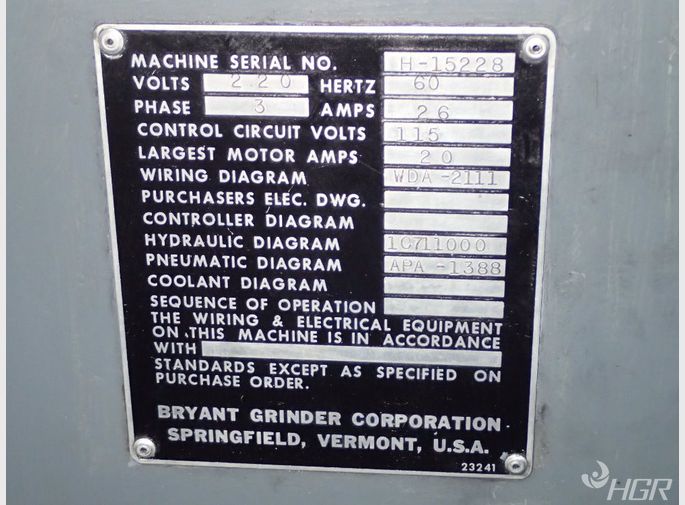 MACHINE SERIAL NO. H-15228
VOLTS 220 HERTZ 60
PHASE 3 AMPS 26
CONTROL CIRCUIT VOLTS 115
LARGEST MOTOR AMPS 20
WIRING DIAGRAM WDA-2111
PURCHASERS ELEC. DWG.
CONTROLLER DIAGRAM
HYDRAULIC DIAGRAM 10711000
PNEUMATIC DIAGRAM APA-1388
COOLANT DIAGRAM
SEQUENCE OF OPERATION
THE WIRING & ELECTRICAL EQUIPMENT
ON THIS MACHINE IS IN ACCORDANCE
WITH
STANDARDS EXCEPT AS SPECIFIED ON
PURCHASE ORDER.
BRYANT GRINDER CORPORATION
SPRINGFIELD, VERMONT, U.S.A.
23241
HGR